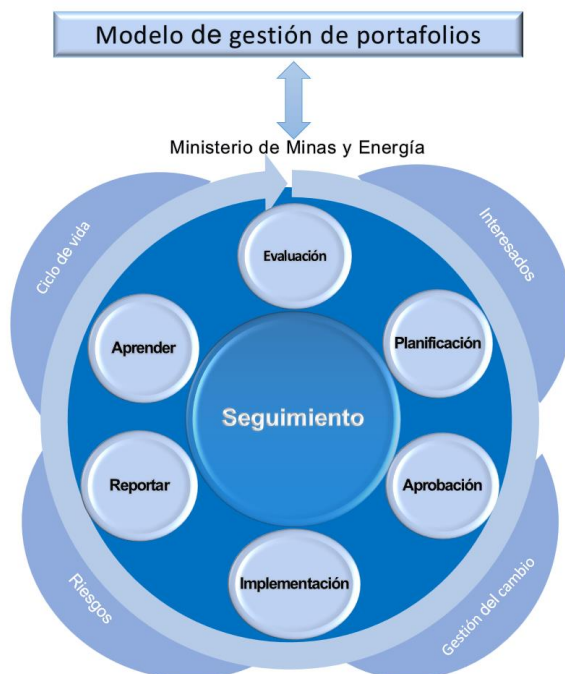 Modelo de gestión de portafolios
Ministerio de Minas y Energía
Ciclo de vida
Interesados
Evaluación
Aprender
Planificación
Seguimiento
Reportar
Aprobación
Implementación
Riesgos
Gestión del cambio